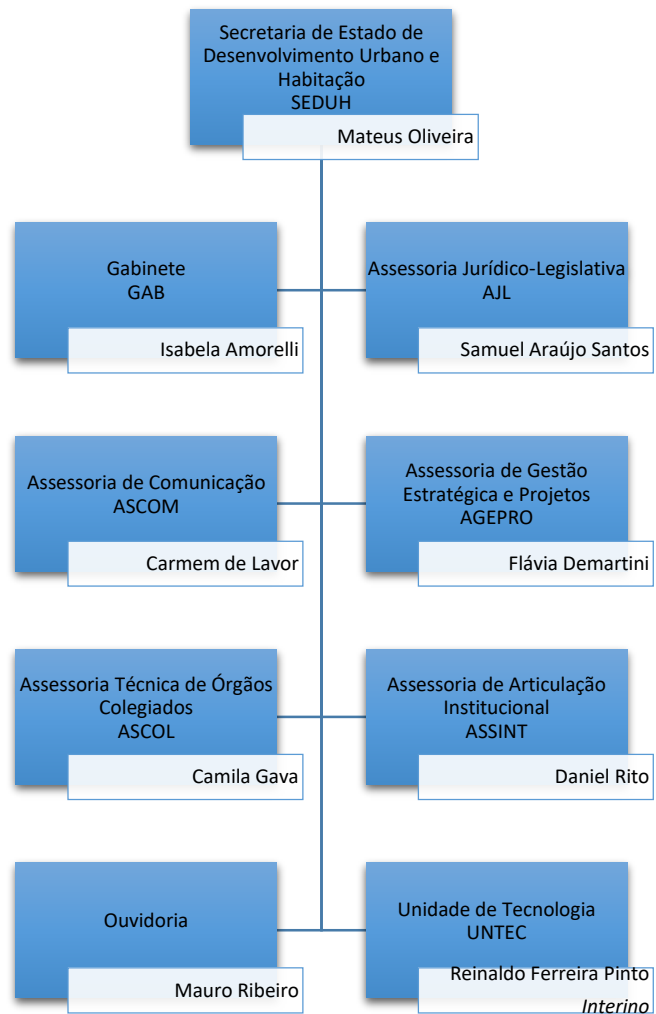 Secretaria de Estado de
Desenvolvimento Urbano e
Habitação
SEDUH
Mateus Oliveira
Gabinete
GAB
Isabela Amorelli
Assessoria Jurídico-Legislativa
AJL
Samuel Araújo Santos
Assessoria de Comunicação
ASCOM
Carmem de Lavor
Assessoria de Gestão
Estratégica e Projetos
AGEPRO
Flávia Demartini
Assessoria Técnica de Órgãos
Colegiados
ASCOL
Camila Gava
Assessoria de Articulação
Institucional
ASSINT
Daniel Rito
Ouvidoria
Mauro Ribeiro
Unidade de Tecnologia
UNTEC
Reinaldo Ferreira Pinto
Interino